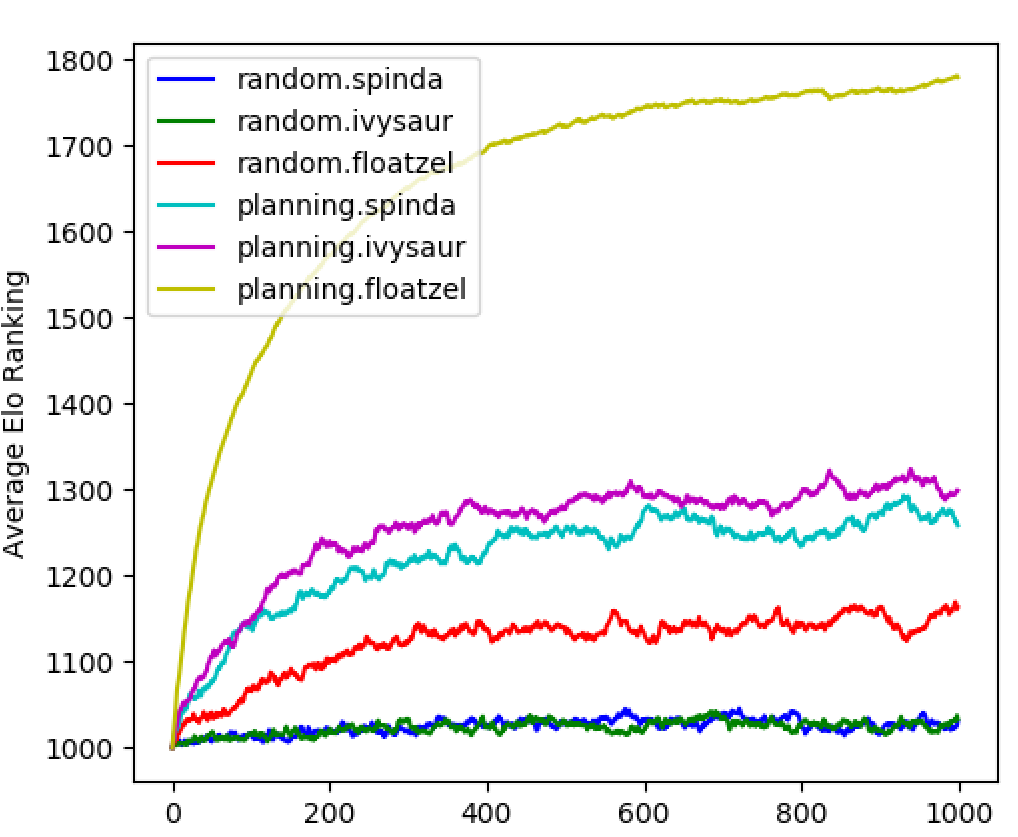 1800
1700
1600
1500
1400
1300
1200
1100
1000
Average Elo Ranking
random.spinda
random.ivysaur
random.floatzel
planning.spinda
planning.ivysaur
planning.floatzel
0 200 400 600 800 1000